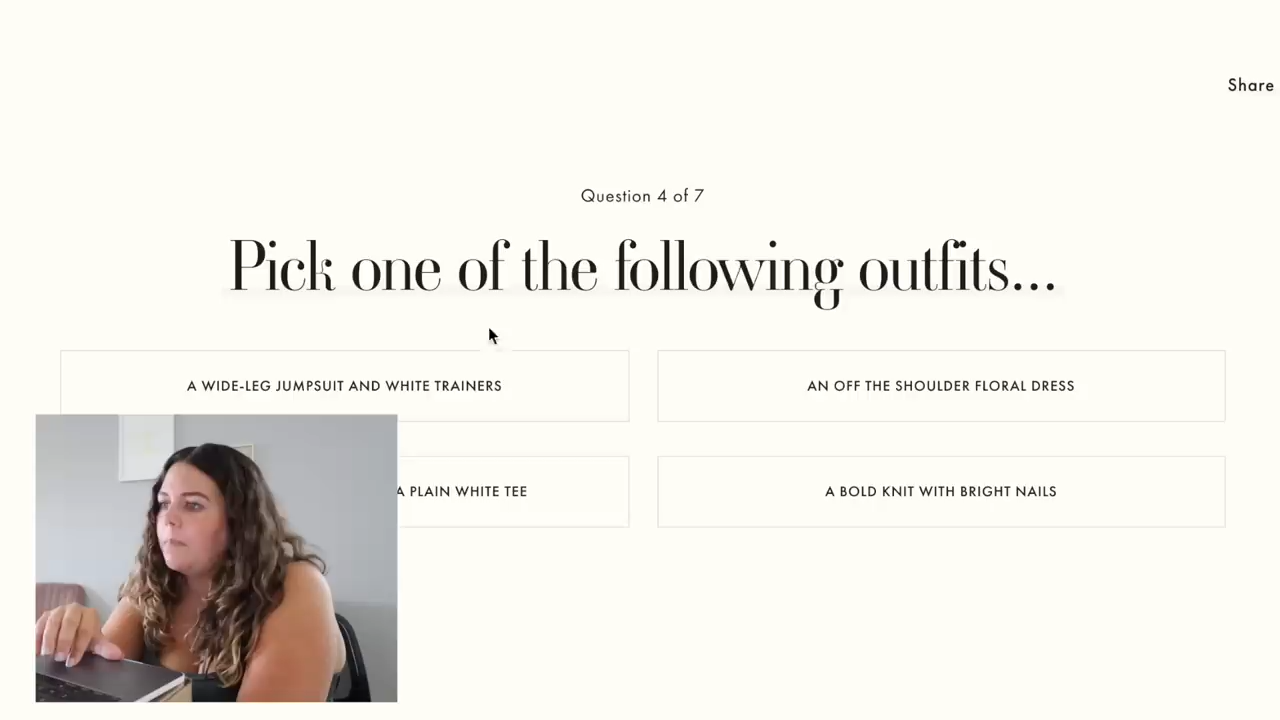 Share
Question 4 of 7
Pick one of the following outfits...
A WIDE-LEG JUMPSUIT AND WHITE TRAINERS
AN OFF THE SHOULDER FLORAL DRESS
A PLAIN WHITE TEE
A BOLD KNIT WITH BRIGHT NAILS